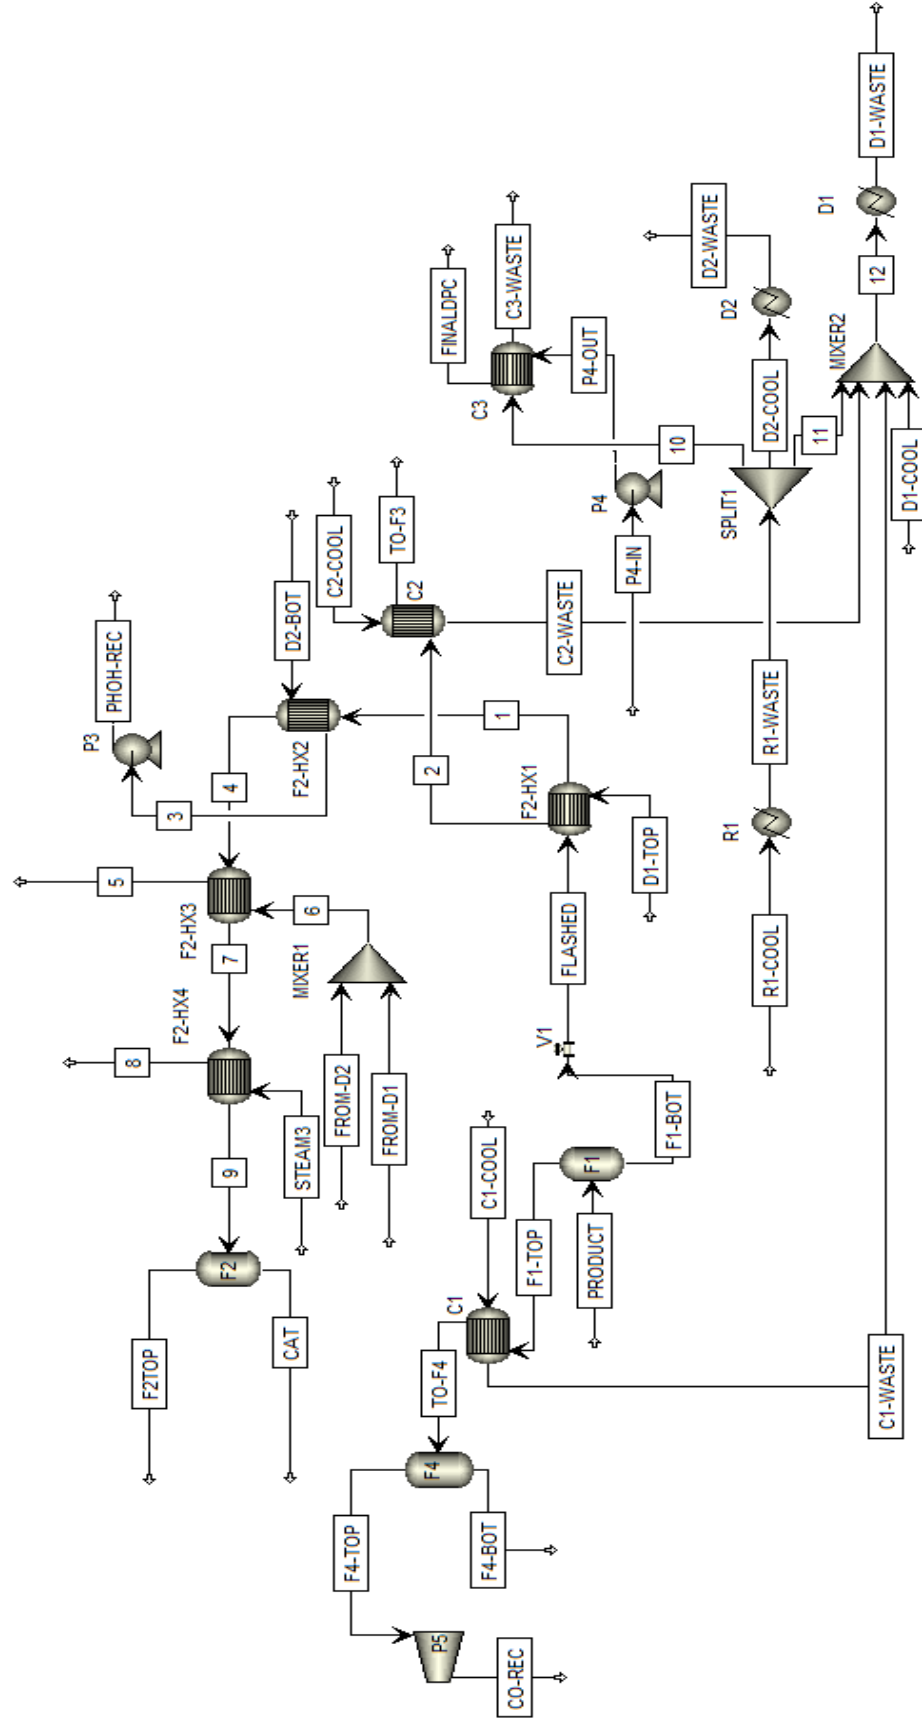 F2TOP
F2
CAT
9
8
F2-HX4
STEAM3
7
5
F2-HX3
6
MIXER1
FROM-D2
FROM-D1
4
3
P3
PHOH-REC
F2-HX2
D2-BOT
1
2
C2-COOL
C2
TO-F3
C2-WASTE
F2-HX1
D1-TOP
FLASHED
V1
F1-BOT
F1
PRODUCT
F1-TOP
C1-COOL
C1
TO-F4
C1-WASTE
F4
F4-TOP
F4-BOT
P5
CO-REC
R1-COOL
R1
R1-WASTE
SPLIT1
10
11
D2-COOL
D2
D2-WASTE
P4-IN
P4
P4-OUT
C3
FINALDPC
C3-WASTE
D1-COOL
MIXER2
12
D1
D1-WASTE